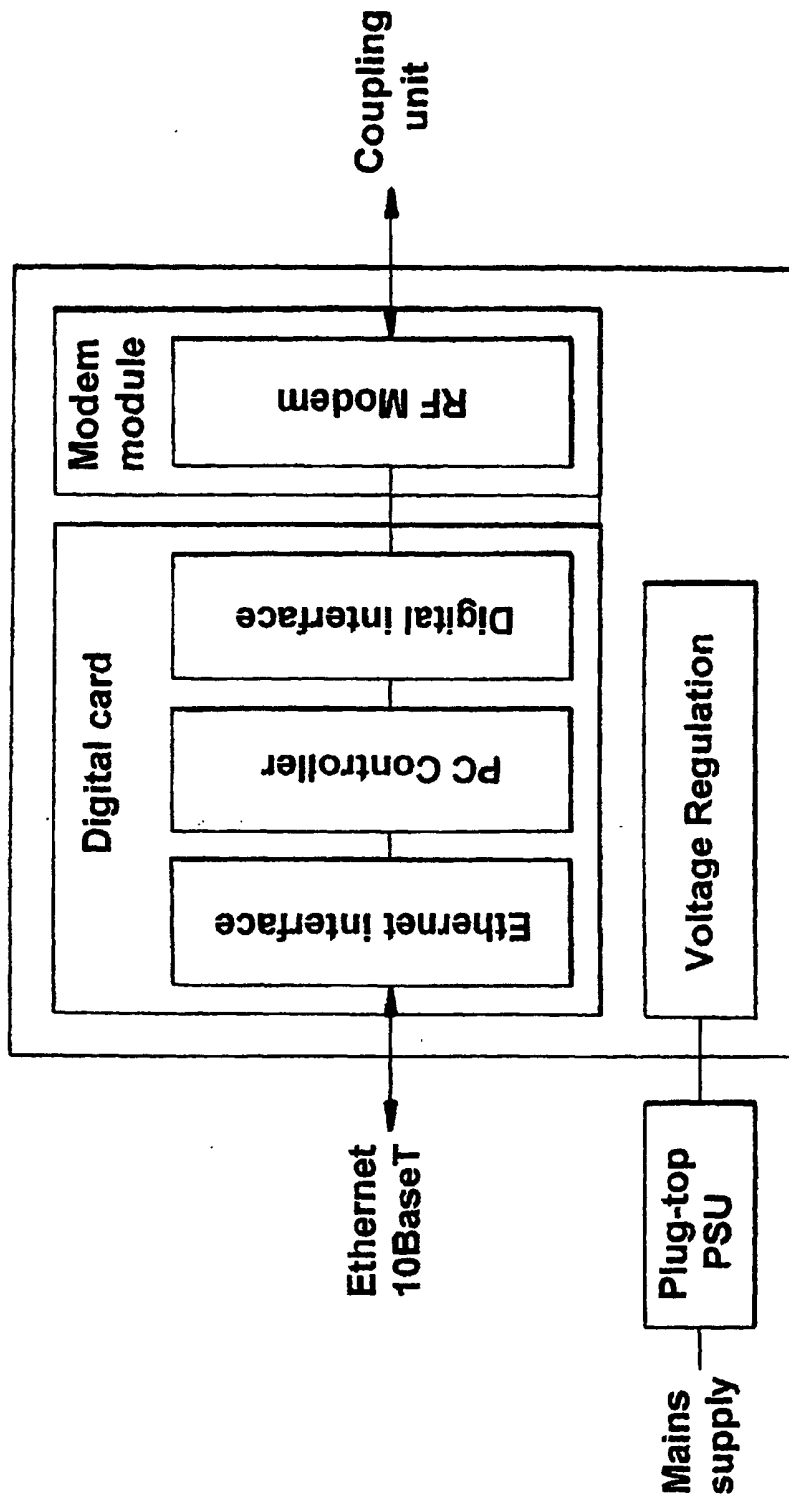 Digital card
Modem
module
Ethernet interface
PC Controller
Digital interface
RF Modem
Ethernet
10BaseT
Coupling
unit
Mains
supply
Plug-top
PSU
Voltage Regulation